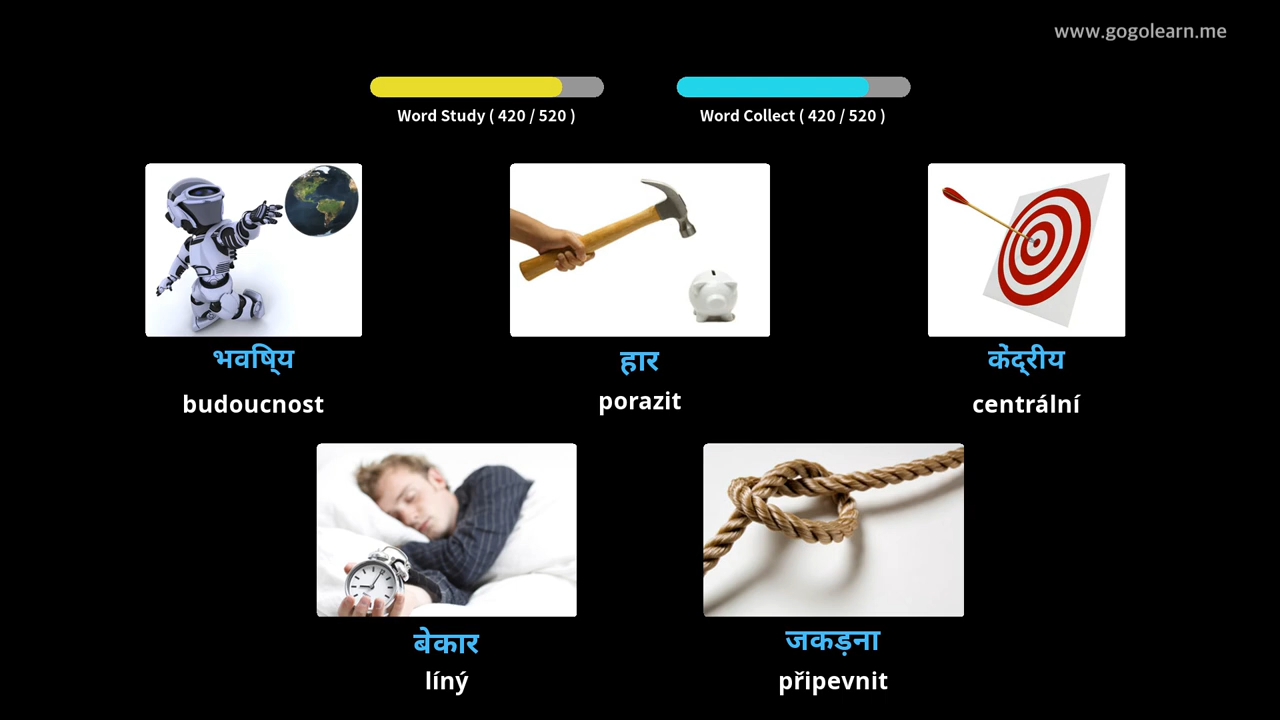 www.gogolearn.me
Word Study ( 420 / 520 )
Word Collect ( 420 / 520 )
भविष्य
हार
केंद्रीय
budoucnost
porazit
centrální
बेकार
जकड़ना
líný
připevnit